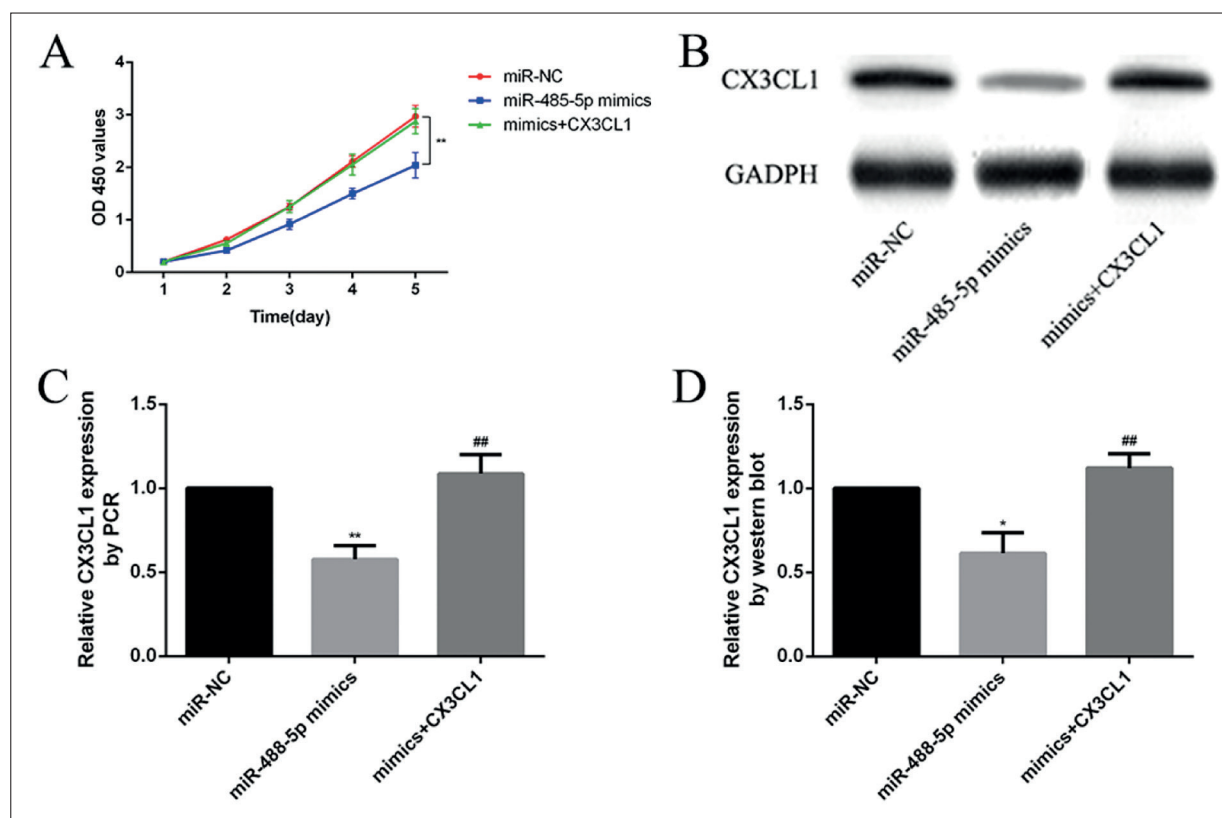 A
OD 450 values
4
3
2
1
0
1 2 3 4 5
Time(day)
miR-NC
miR-485-5p mimics
mimics+CX3CL1
**
B
CX3CL1
GADPH
miR-NC
miR-485-5p mimics
mimics+CX3CL1
C
Relative CX3CL1 expression
by PCR
1.5
1.0
0.5
0.0
**
##
miR-NC
miR-488-5p mimics
mimics+CX3CL1
D
Relative CX3CL1 expression
by western blot
1.5
1.0
0.5
0.0
*
##
miR-NC
miR-488-5p mimics
mimics+CX3CL1